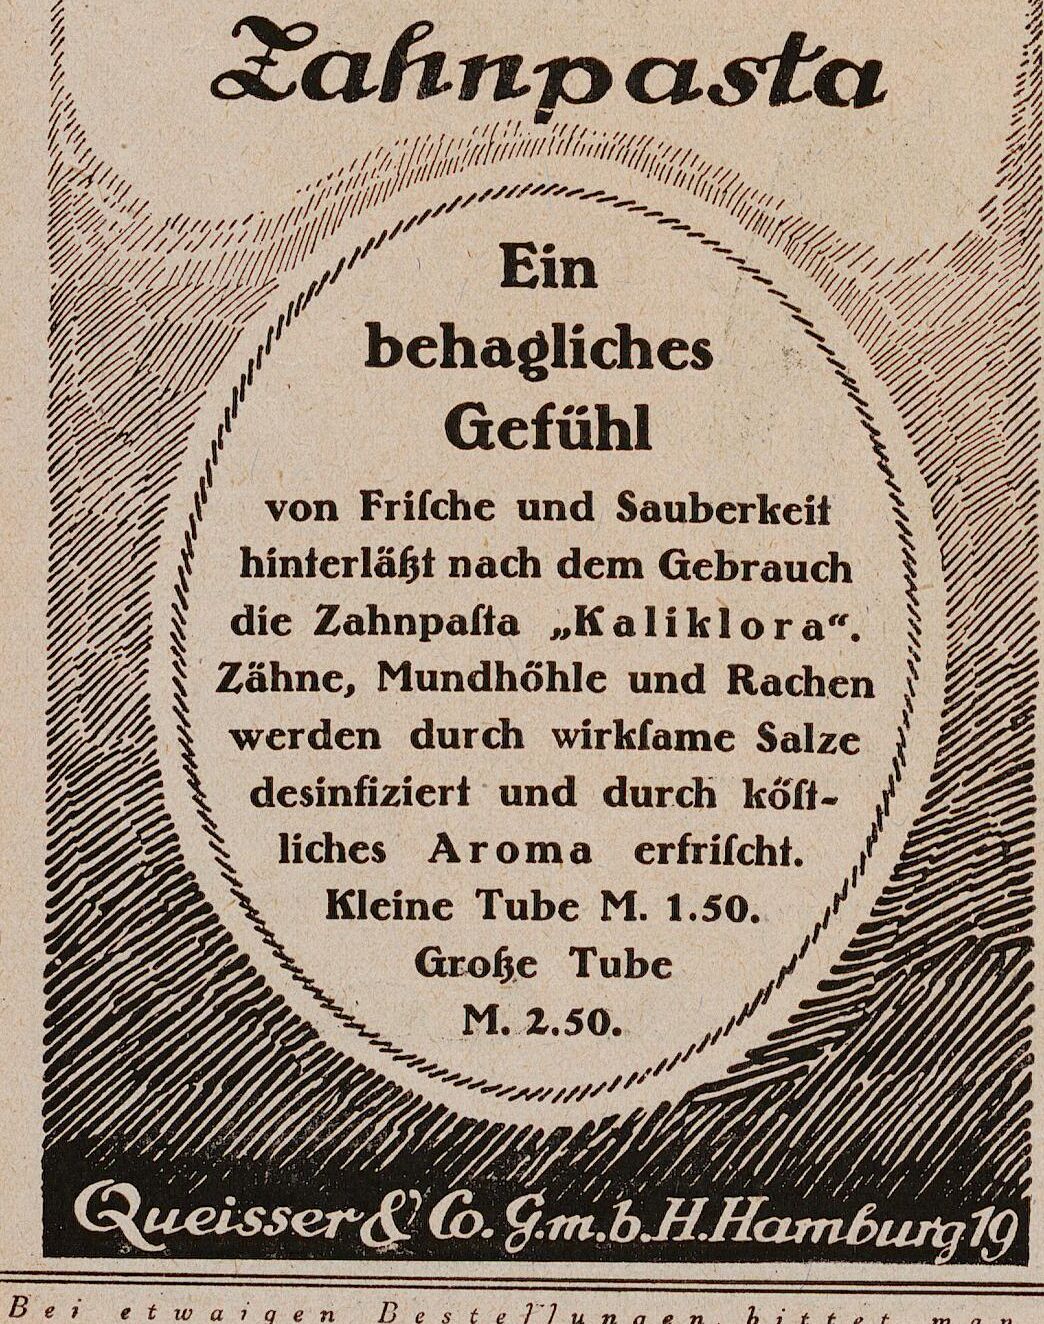 Zahnpasta
Ein
behagliches
Gefühl
von Friſche und Sauberkeit
hinterläßt nach dem Gebrauch
die Zahnpaſta „Kaliklora“.
Zähne, Mundhöhle und Rachen
werden durch wirkſame Salze
desinfiziert und durch köſt-
liches Aroma erfriſcht.
Kleine Tube M. 1.50.
Große Tube
M. 2.50.
Queisser & Co. G.m.b.H. Hamburg 19
Bei etwaigen Bestellungen bittet man